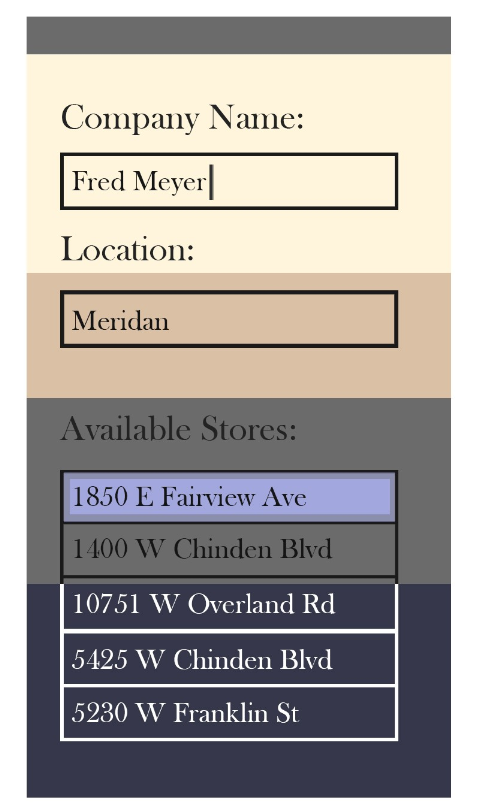 Company Name:
Fred Meyer
Location:
Meridan
Available Stores:
1850 E Fairview Ave
1400 W Chinden Blvd
10751 W Overland Rd
5425 W Chinden Blvd
5230 W Franklin St